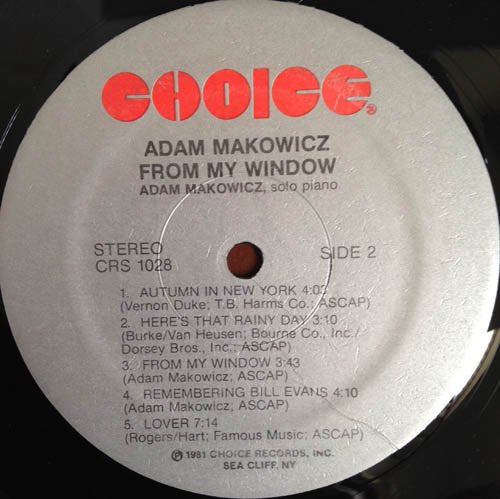 CHOICE®
ADAM MAKOWICZ
FROM MY WINDOW
ADAM MAKOWICZ, solo piano
STEREO
CRS 1028
SIDE 2
1. AUTUMN IN NEW YORK 4:03
(Vernon Duke; T.B. Harms Co.; ASCAP)
2. HERE'S THAT RAINY DAY 3:10
(Burke/Van Heusen; Bourne Co., Inc./
Dorsey Bros., Inc.; ASCAP)
3. FROM MY WINDOW 3:43
(Adam Makowicz; ASCAP)
4. REMEMBERING BILL EVANS 4:10
(Adam Makowicz; ASCAP)
5. LOVER 7:14
(Rogers/Hart; Famous Music; ASCAP)
℗ 1981 CHOICE RECORDS, INC.
SEA CLIFF, NY